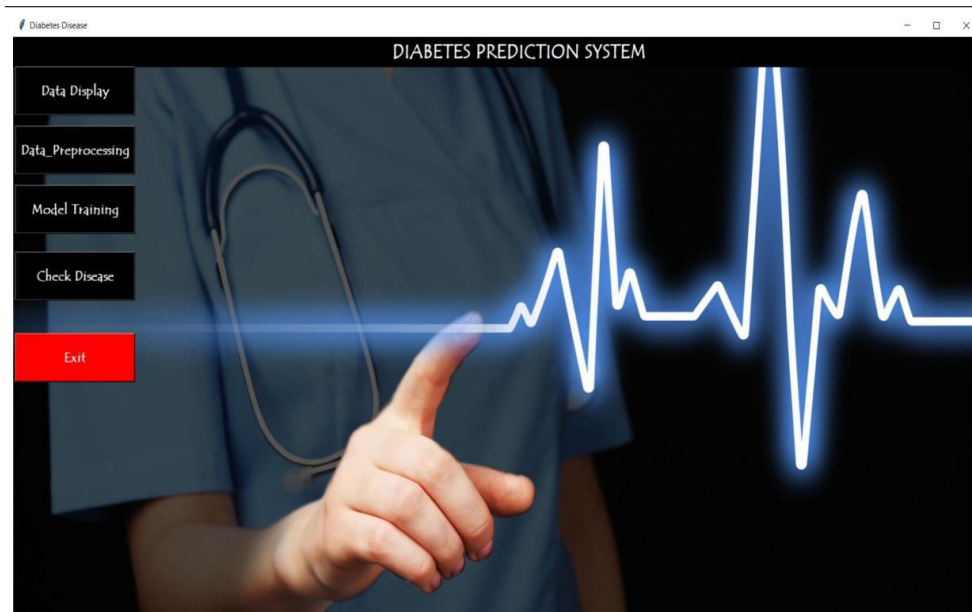 Diabetes Disease
DIABETES PREDICTION SYSTEM
Data Display
Data_Preprocessing
Model Training
Check Disease
Exit